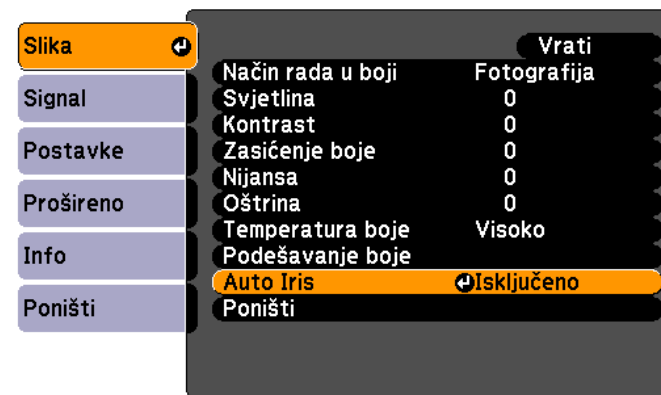 Slika
Signal
Postavke
Prošireno
Info
Poništi
Vrati
Način rada u boji Fotografija
Svjetlina 0
Kontrast 0
Zasićenje boje 0
Nijansa 0
Oštrina 0
Temperatura boje Visoko
Podešavanje boje
Auto Iris Isključeno
Poništi